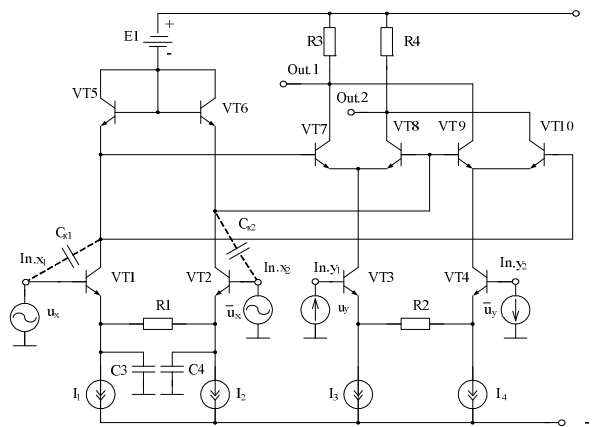 +
E1
-
R3
R4
Out.1
Out.2
VT5
VT6
VT7
VT8
VT9
VT10
Cк1
Cк2
In.x1
In.x2
In.y1
In.y2
VT1
VT2
VT3
VT4
ux
ūx
uy
ūy
R1
R2
C3
C4
I1
I2
I3
I4
-